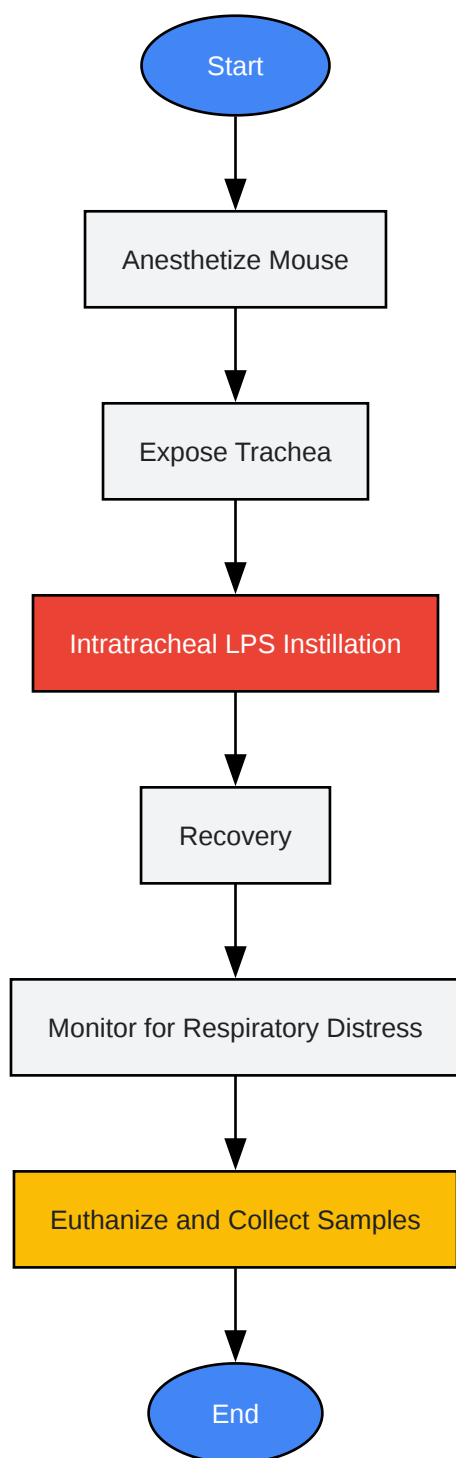 Start
Anesthetize Mouse
Expose Trachea
Intratracheal LPS Instillation
Recovery
Monitor for Respiratory Distress
Euthanize and Collect Samples
End